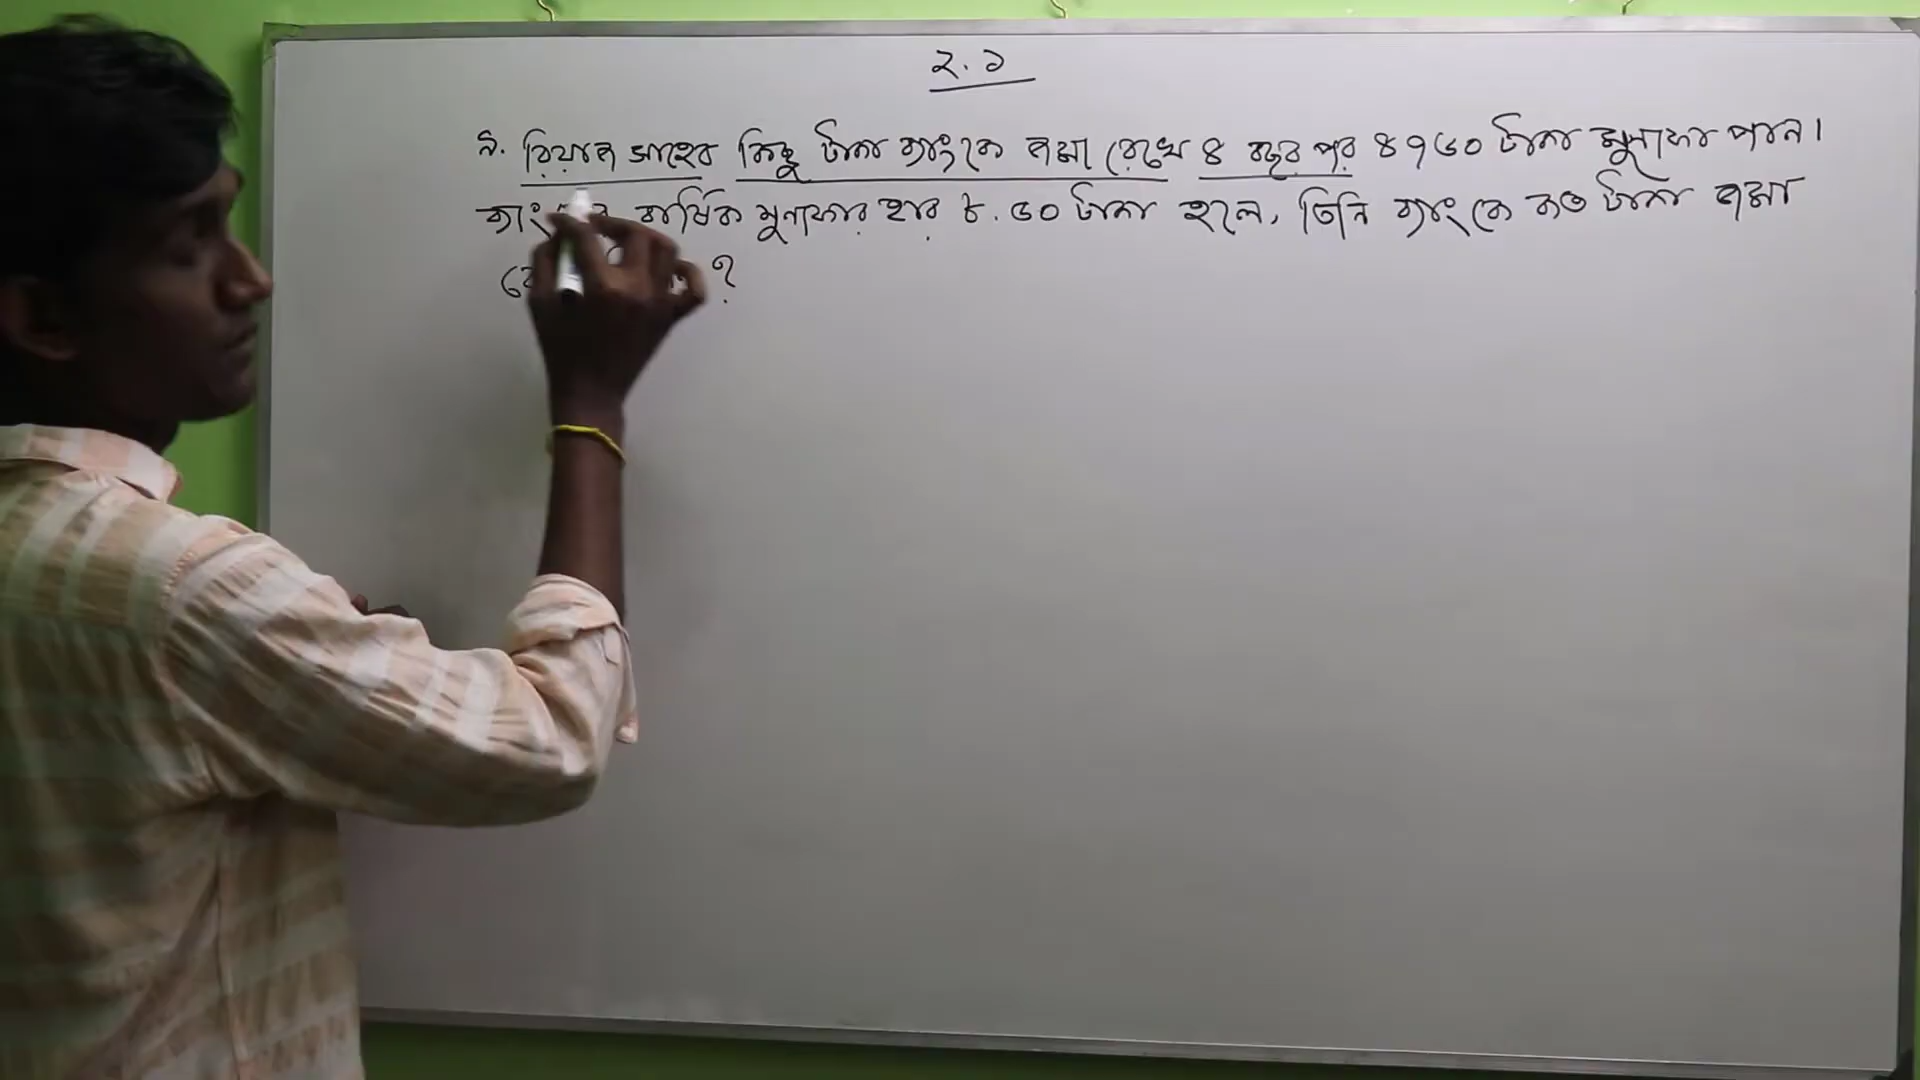 ২.১
৯. রিয়াজ সাহেব কিছু টাকা ব্যাংকে জমা রেখে ৪ বছর পর ৪৭৬০ টাকা মুনাফা পান।
বার্ষিক মুনাফার হার ৮.৫০ টাকা হলে, তিনি ব্যাংকে কত টাকা জমা
?